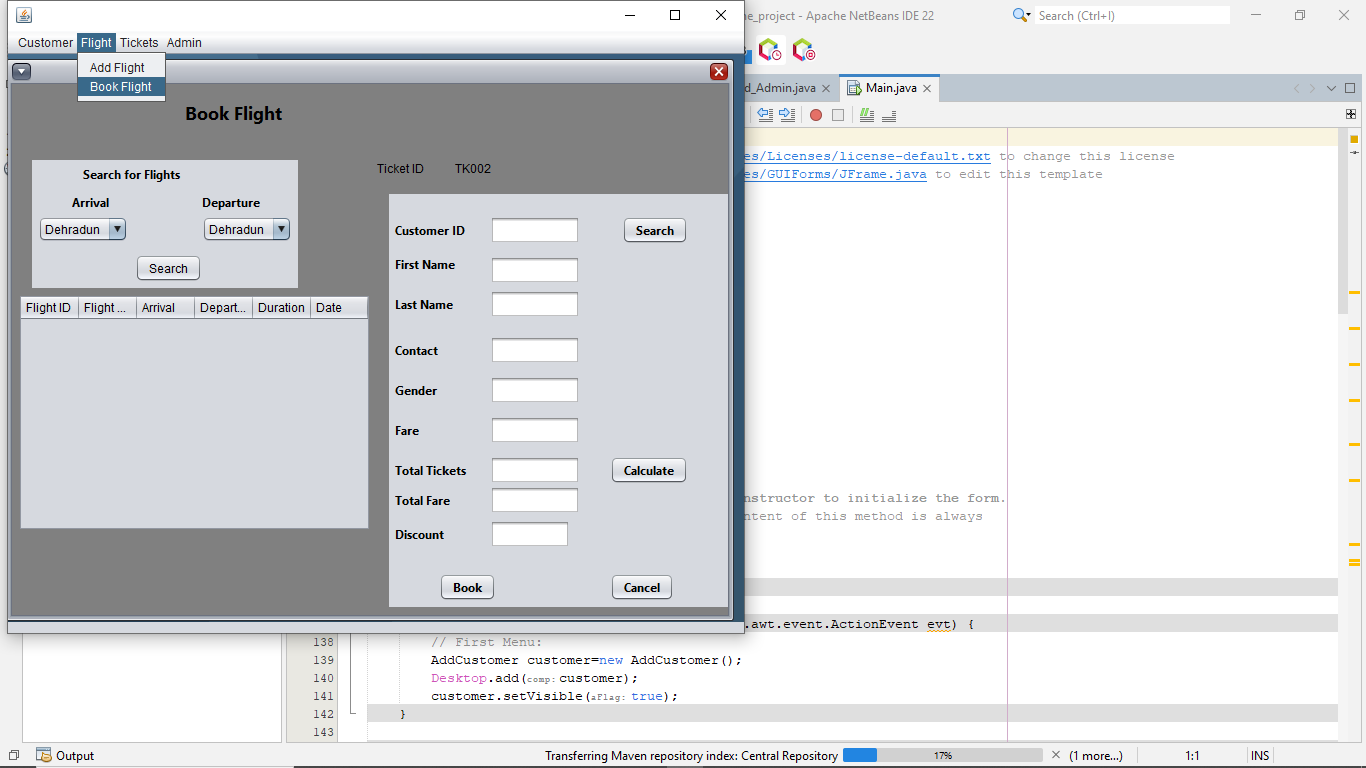 ne_project - Apache NetBeans IDE 22
Search (Ctrl+I)
Customer Flight Tickets Admin
Add Flight
Book Flight
d_Admin.java
Main.java
Book Flight
es/Licenses/license-default.txt to change this license
es/GUIForms/JFrame.java to edit this template
Search for Flights
Ticket ID TK002
Arrival Departure
Dehradun Dehradun
Search
Customer ID Search
First Name
Last Name
Flight ID Flight ... Arrival Depart... Duration Date
Contact
Gender
Fare
Total Tickets Calculate
Total Fare
Discount
Book Cancel
nstructor to initialize the form.
ntent of this method is always
.awt.event.ActionEvent evt) {
138 // First Menu:
139 AddCustomer customer=new AddCustomer();
140 Desktop.add(comp: customer);
141 customer.setVisible(aFlag: true);
142 }
143
Output
Transferring Maven repository index: Central Repository 17% (1 more...) 1:1 INS